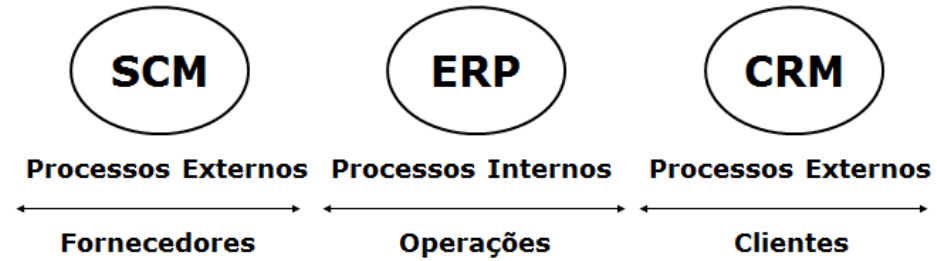 SCM ERP CRM
Processos Externos Processos Internos Processos Externos
Fornecedores Operações Clientes